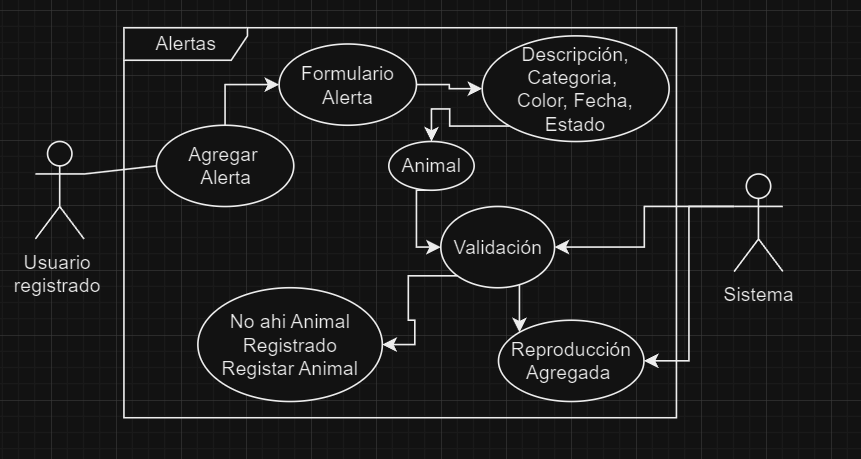 Alertas
Formulario
Alerta
Descripción,
Categoria,
Color, Fecha,
Estado
Agregar
Alerta
Animal
Usuario
registrado
Validación
Sistema
No ahi Animal
Registrado
Registar Animal
Reproducción
Agregada